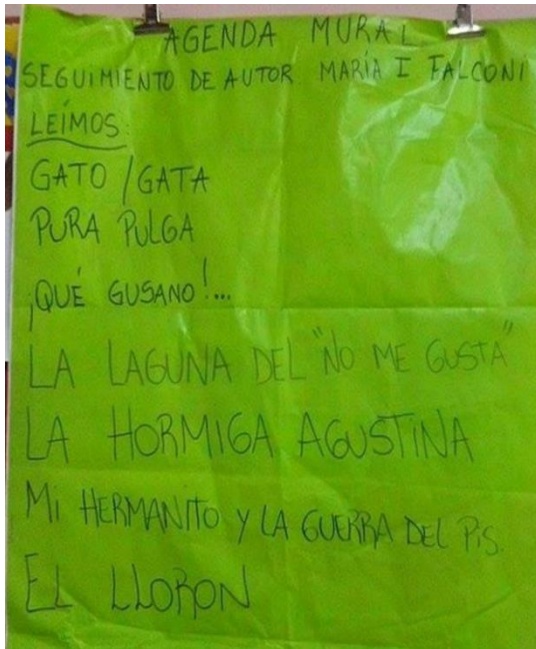 AGENDA MURAL
SEGUIMIENTO DE AUTOR MARÍA I FALCONI
LEÍMOS:
GATO / GATA
PURA PULGA
¡QUÉ GUSANO!...
LA LAGUNA DEL "NO ME GUSTA"
LA HORMIGA AGUSTINA
Mi HERMANITO Y LA GUERRA DEL PiS.
EL LLORON